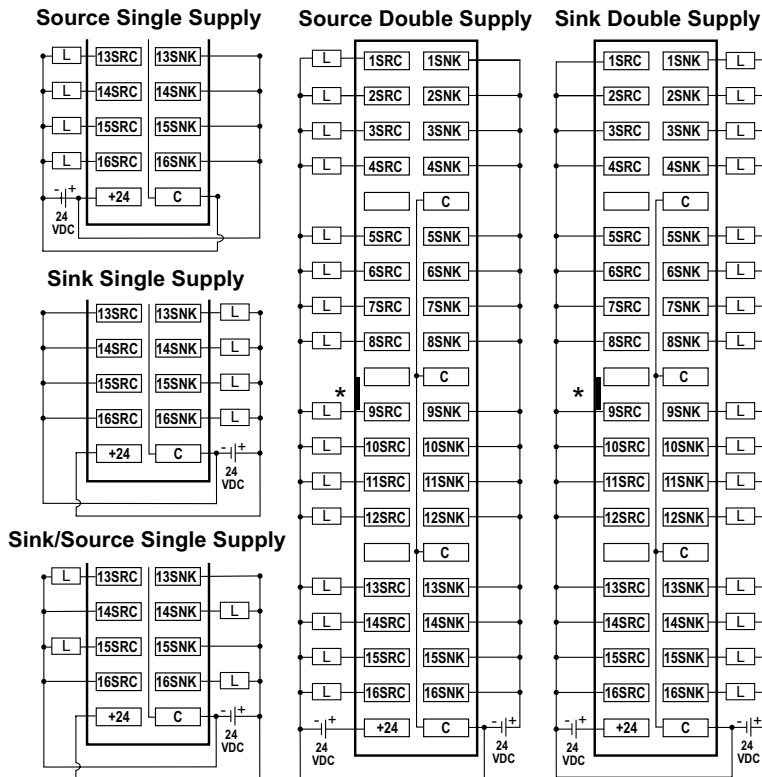 Source Single Supply
L 13SRC 13SNK
L 14SRC 14SNK
L 15SRC 15SNK
L 16SRC 16SNK
- + +24 C
24
VDC
Sink Single Supply
13SRC 13SNK L
14SRC 14SNK L
15SRC 15SNK L
16SRC 16SNK L
+24 C - +
24
VDC
Sink/Source Single Supply
L 13SRC 13SNK
14SRC 14SNK L
L 15SRC 15SNK
16SRC 16SNK L
+24 C - +
24
VDC
Source Double Supply
L 1SRC 1SNK
L 2SRC 2SNK
L 3SRC 3SNK
L 4SRC 4SNK
C
L 5SRC 5SNK
L 6SRC 6SNK
L 7SRC 7SNK
L 8SRC 8SNK
C
*
L 9SRC 9SNK
L 10SRC 10SNK
L 11SRC 11SNK
L 12SRC 12SNK
C
L 13SRC 13SNK
L 14SRC 14SNK
L 15SRC 15SNK
L 16SRC 16SNK
- + +24 C - +
24 24
VDC VDC
Sink Double Supply
1SRC 1SNK L
2SRC 2SNK L
3SRC 3SNK L
4SRC 4SNK L
C
5SRC 5SNK L
6SRC 6SNK L
7SRC 7SNK L
8SRC 8SNK L
C
*
9SRC 9SNK L
10SRC 10SNK L
11SRC 11SNK L
12SRC 12SNK L
C
13SRC 13SNK L
14SRC 14SNK L
15SRC 15SNK L
16SRC 16SNK L
- + +24 C - +
24 24
VDC VDC